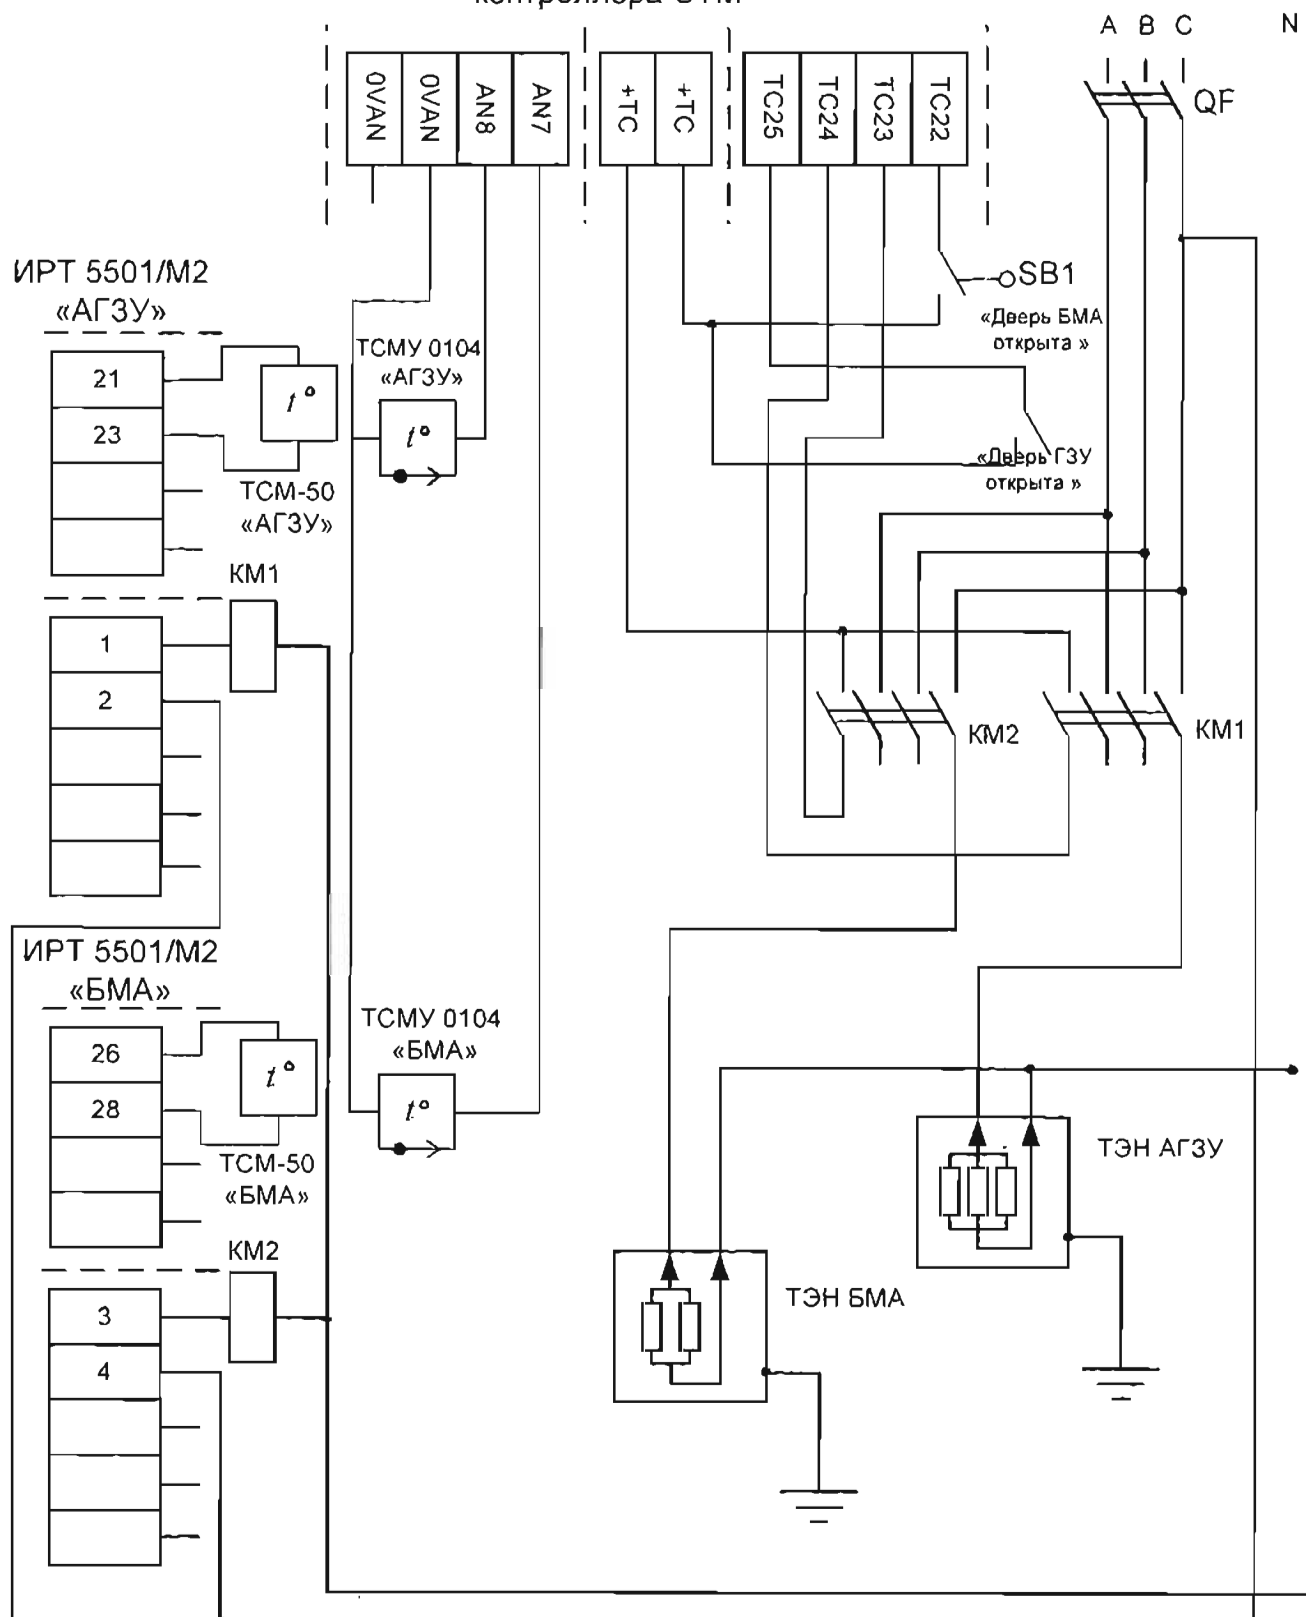 A B C N
QF
0VAN 0VAN AN8 AN7 +TC +TC TC25 TC24 TC23 TC22
SB1
«Дверь БМА
открыта »
«Дверь ГЗУ
открыта »
ИРТ 5501/М2
«АГЗУ»
21
23
t°
ТСМ-50
«АГЗУ»
ТСМУ 0104
«АГЗУ»
t°
КМ1
1
2
КМ2
КМ1
ИРТ 5501/М2
«БМА»
26
28
t°
ТСМ-50
«БМА»
ТСМУ 0104
«БМА»
t°
ТЭН АГЗУ
ТЭН БМА
КМ2
3
4